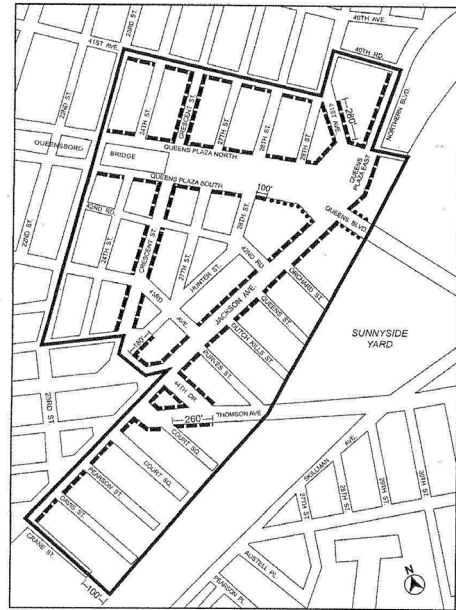 40TH AVE.
23RD ST.
41ST AVE.
40TH RD.
22ND ST.
24TH ST.
CRESCENT ST.
27TH ST.
28TH ST.
29TH ST.
41ST AVE.
280'
NORTHERN BLVD.
QUEENSBORO
BRIDGE
QUEENS PLAZA NORTH
QUEENS PLAZA EAST
QUEENS PLAZA SOUTH
100'
QUEENS BLVD.
42ND RD.
22ND ST.
24TH ST.
CRESCENT ST.
27TH ST.
HUNTER ST.
28TH ST.
42ND RD.
43RD
AVE.
180'
JACKSON AVE.
ORCHARD ST.
QUEENS ST.
DUTCH KILLS ST.
PURVES ST.
SUNNYSIDE
YARD
44TH DR.
23RD ST.
260'
THOMSON AVE
COURT SQ.
COURT SQ.
PEARSON ST.
DAVIS ST.
CRANE ST.
100'
SKILLMAN AVE.
27TH ST.
28TH ST.
29TH ST.
30TH ST.
AUSTELL PL.
PEARSON PL.
N